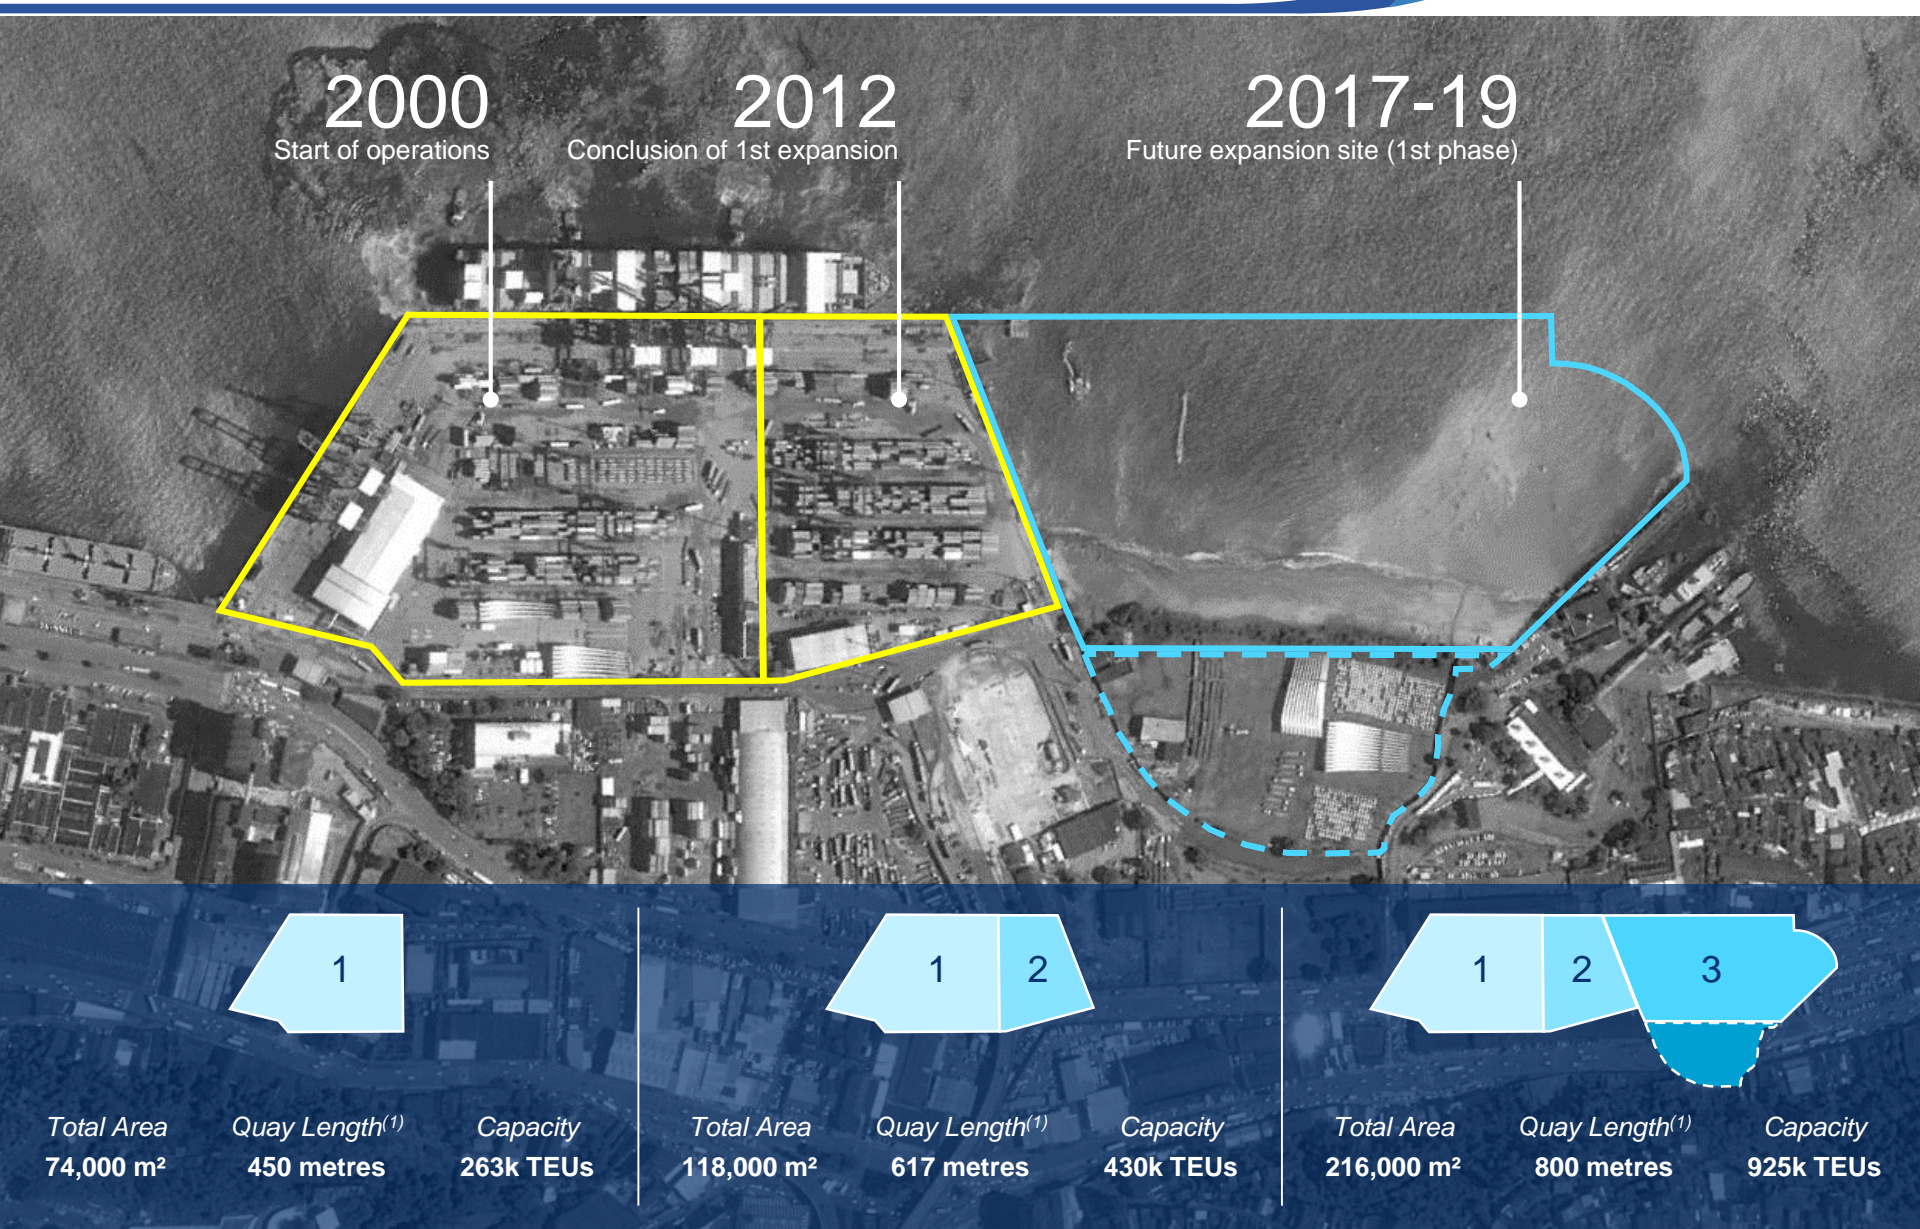 2000
Start of operations
2012
Conclusion of 1st expansion
2017-19
Future expansion site (1st phase)
1
1 2
1 2 3
Total Area Quay Length(1) Capacity
74,000 m² 450 metres 263k TEUs
Total Area Quay Length(1) Capacity
118,000 m² 617 metres 430k TEUs
Total Area Quay Length(1) Capacity
216,000 m² 800 metres 925k TEUs